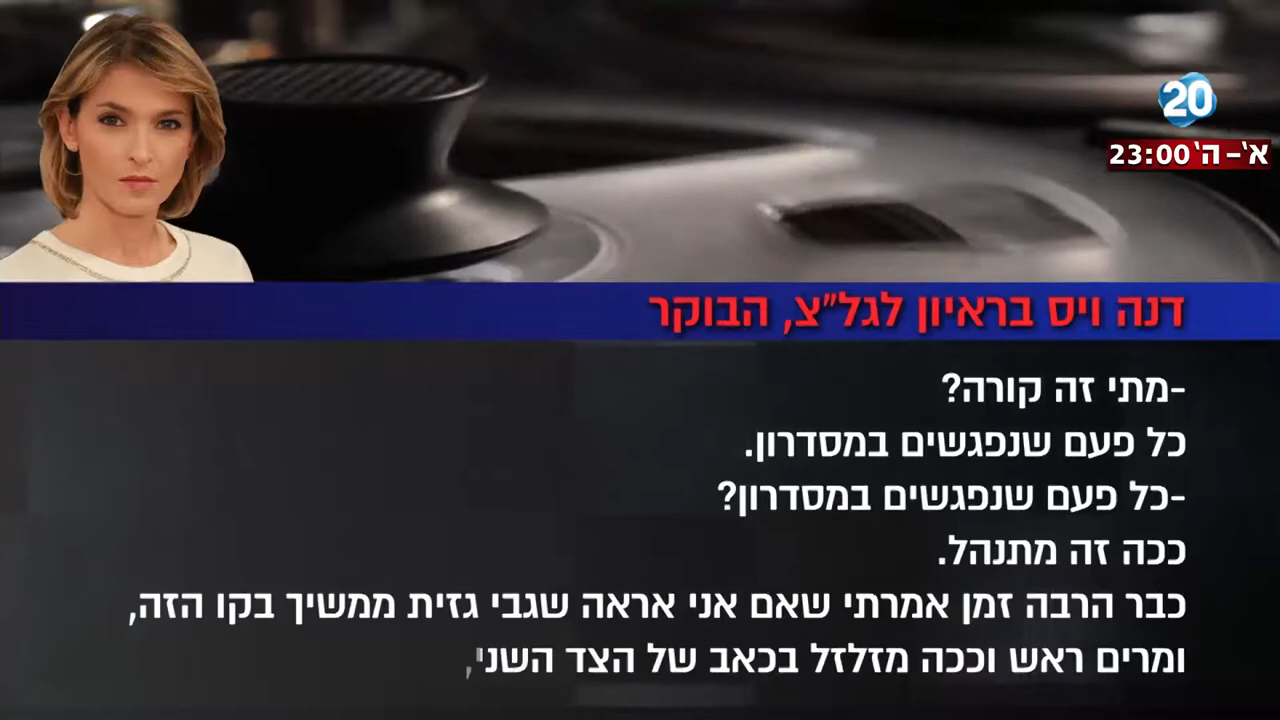 20
א'-ה' 23:00
דנה ויס בראיון לגל"צ, הבוקר
-מתי זה קורה?
כל פעם שנפגשים במסדרון.
-כל פעם שנפגשים במסדרון?
ככה זה מתנהל.
כבר הרבה זמן אמרתי שאם אני אראה שגבי גזית ממשיך בקו הזה,
ומרים ראש וככה מזלזל בכאב של הצד השני,